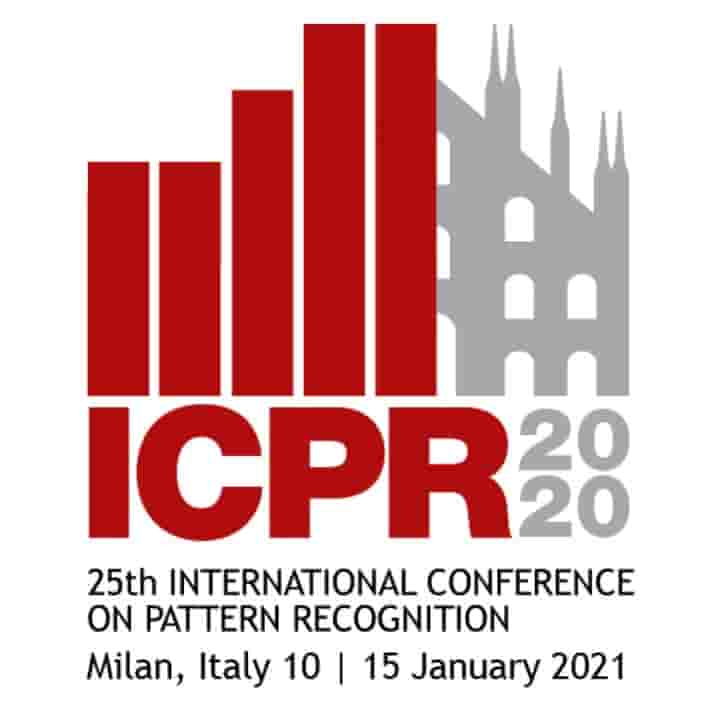 ICPR 20
20
25th INTERNATIONAL CONFERENCE
ON PATTERN RECOGNITION
Milan, Italy 10 | 15 January 2021